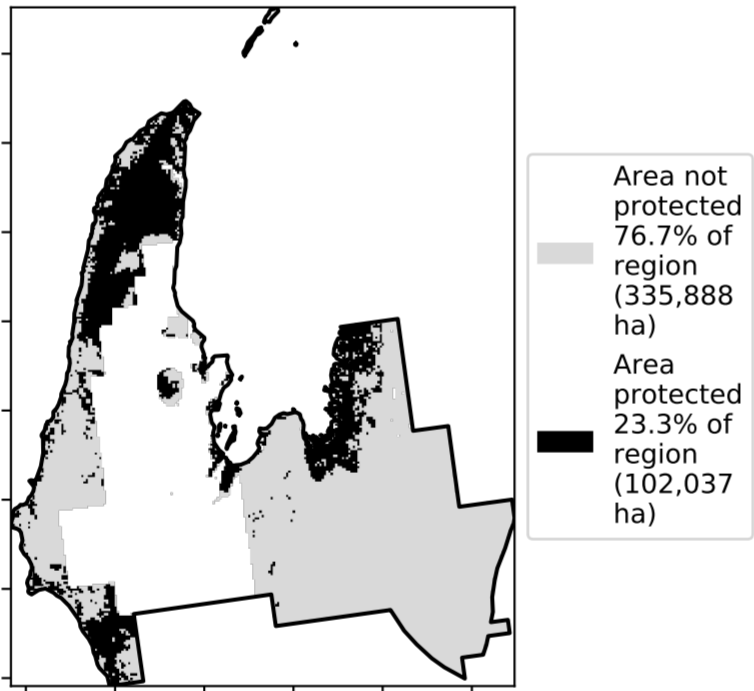 Area not
protected
76.7% of
region
(335,888
ha)
Area
protected
23.3% of
region
(102,037
ha)